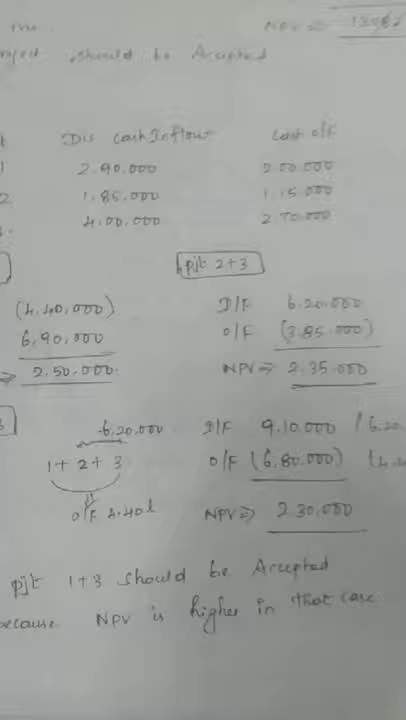 NPV =
should be Accepted
Dis cash Inflow cash o/f
1 2.90.000 2.00.000
2 1.85.000 1.15.000
4.00.000 2.70.000
pjt 2+3
(4.40,000) I/F 6.20.000
6,90,000 o/F (3.85.000)
⇒ 2.50.000. NPV ⇒ 2.35.000
6.20.000 I/F 9.10.000
1+ 2+ 3 o/F (6.80.000)
o/F 4.40l NPV ⇒ 2.30.000
pjt 1+3 should be Accepted
because NPV is higher in that case